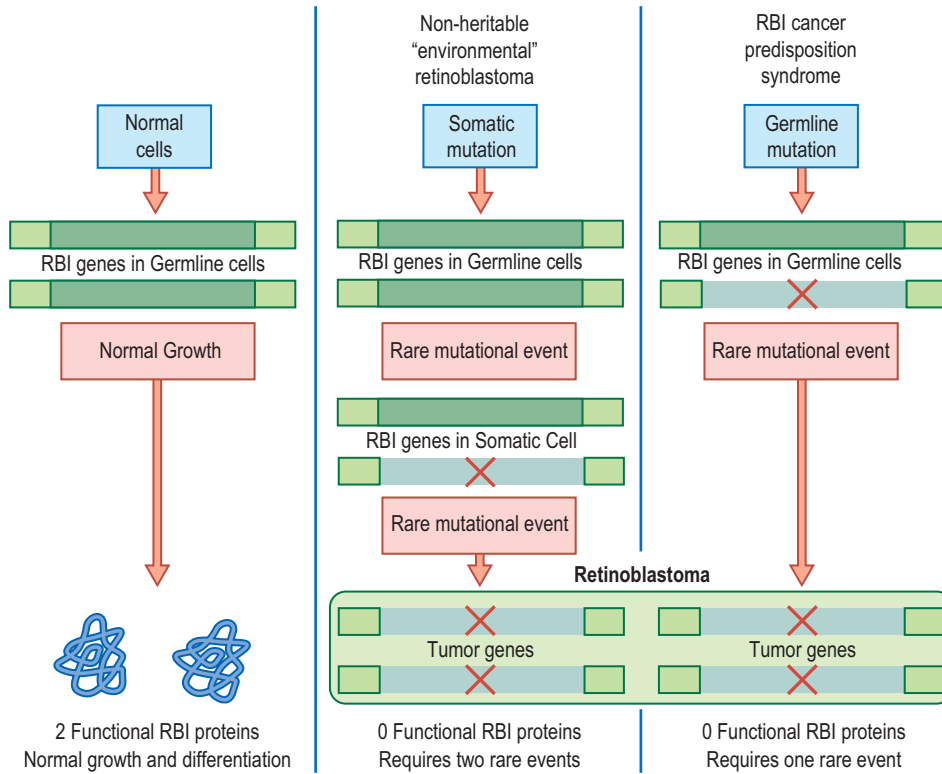 Normal
cells
RBI genes in Germline cells
Normal Growth
2 Functional RBI proteins
Normal growth and differentiation
Non-heritable
“environmental”
retinoblastoma
Somatic
mutation
RBI genes in Germline cells
Rare mutational event
RBI genes in Somatic Cell
Rare mutational event
Retinoblastoma
Tumor genes
0 Functional RBI proteins
Requires two rare events
RBI cancer
predisposition
syndrome
Germline
mutation
RBI genes in Germline cells
Rare mutational event
Tumor genes
0 Functional RBI proteins
Requires one rare event